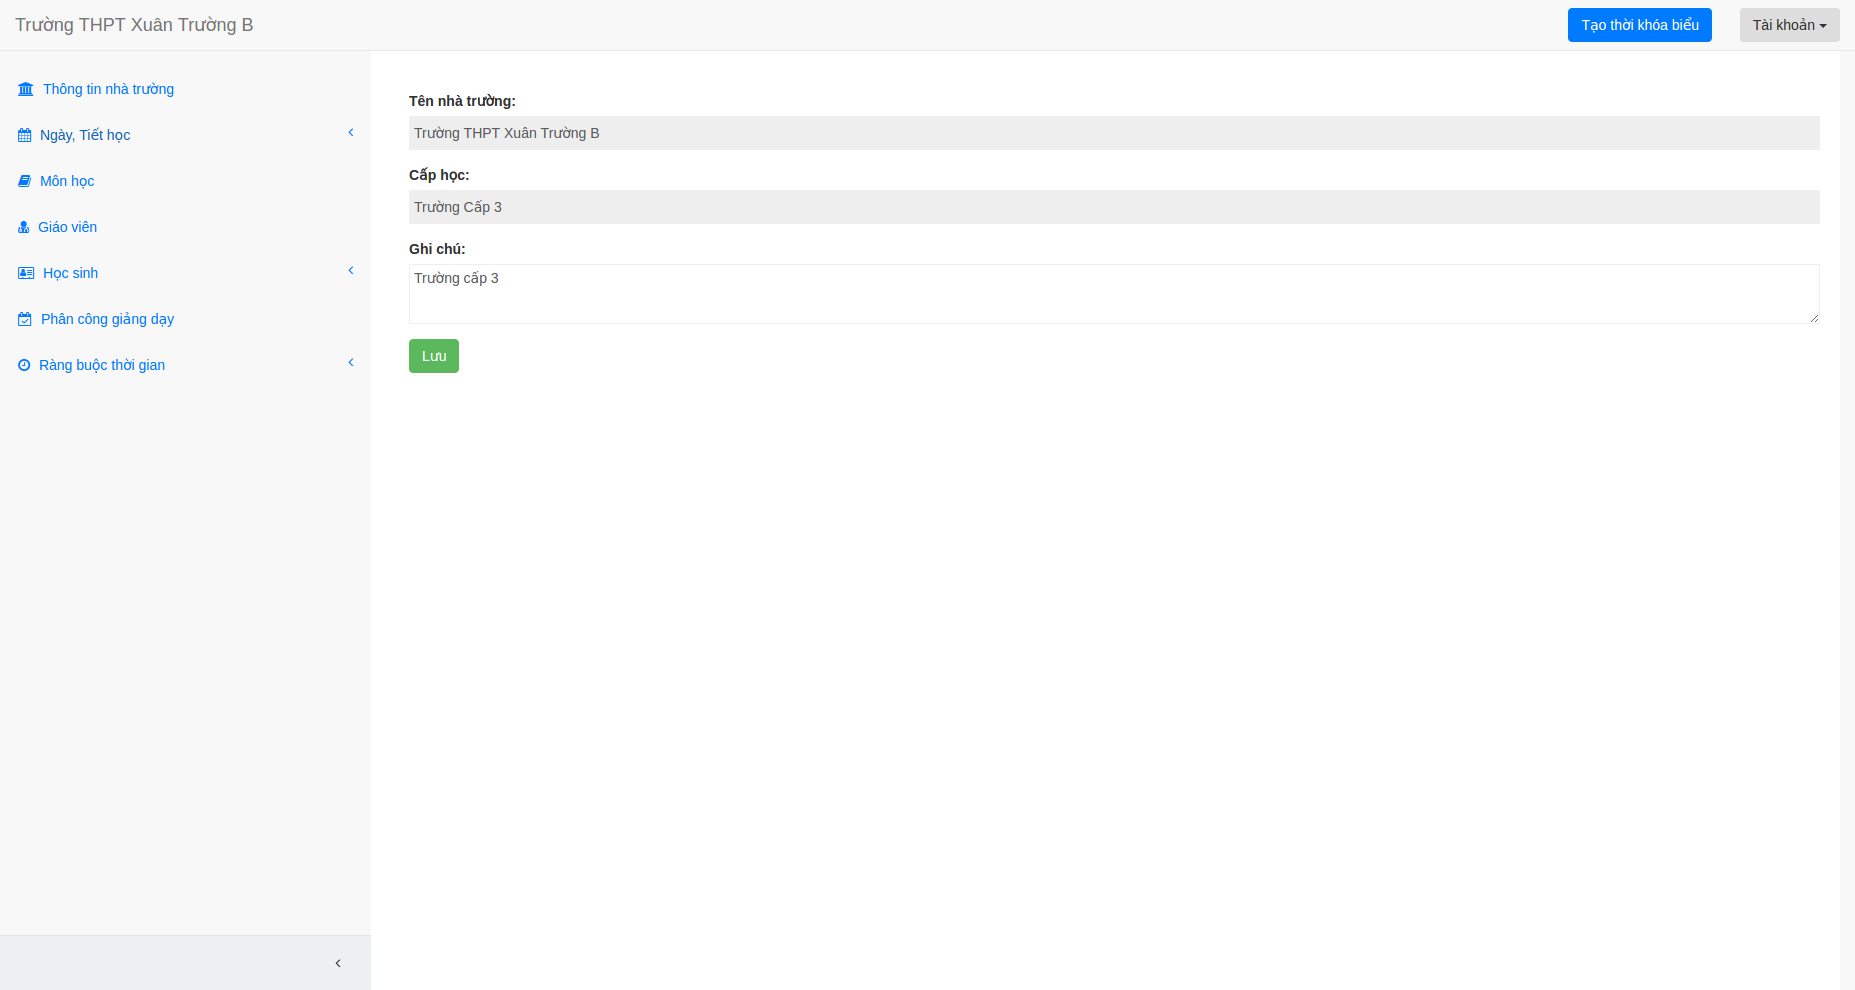 Trường THPT Xuân Trường B
Tạo thời khóa biểu
Tài khoản
Thông tin nhà trường
Ngày, Tiết học
Môn học
Giáo viên
Học sinh
Phân công giảng dạy
Ràng buộc thời gian
Tên nhà trường:
Trường THPT Xuân Trường B
Cấp học:
Trường Cấp 3
Ghi chú:
Trường cấp 3
Lưu